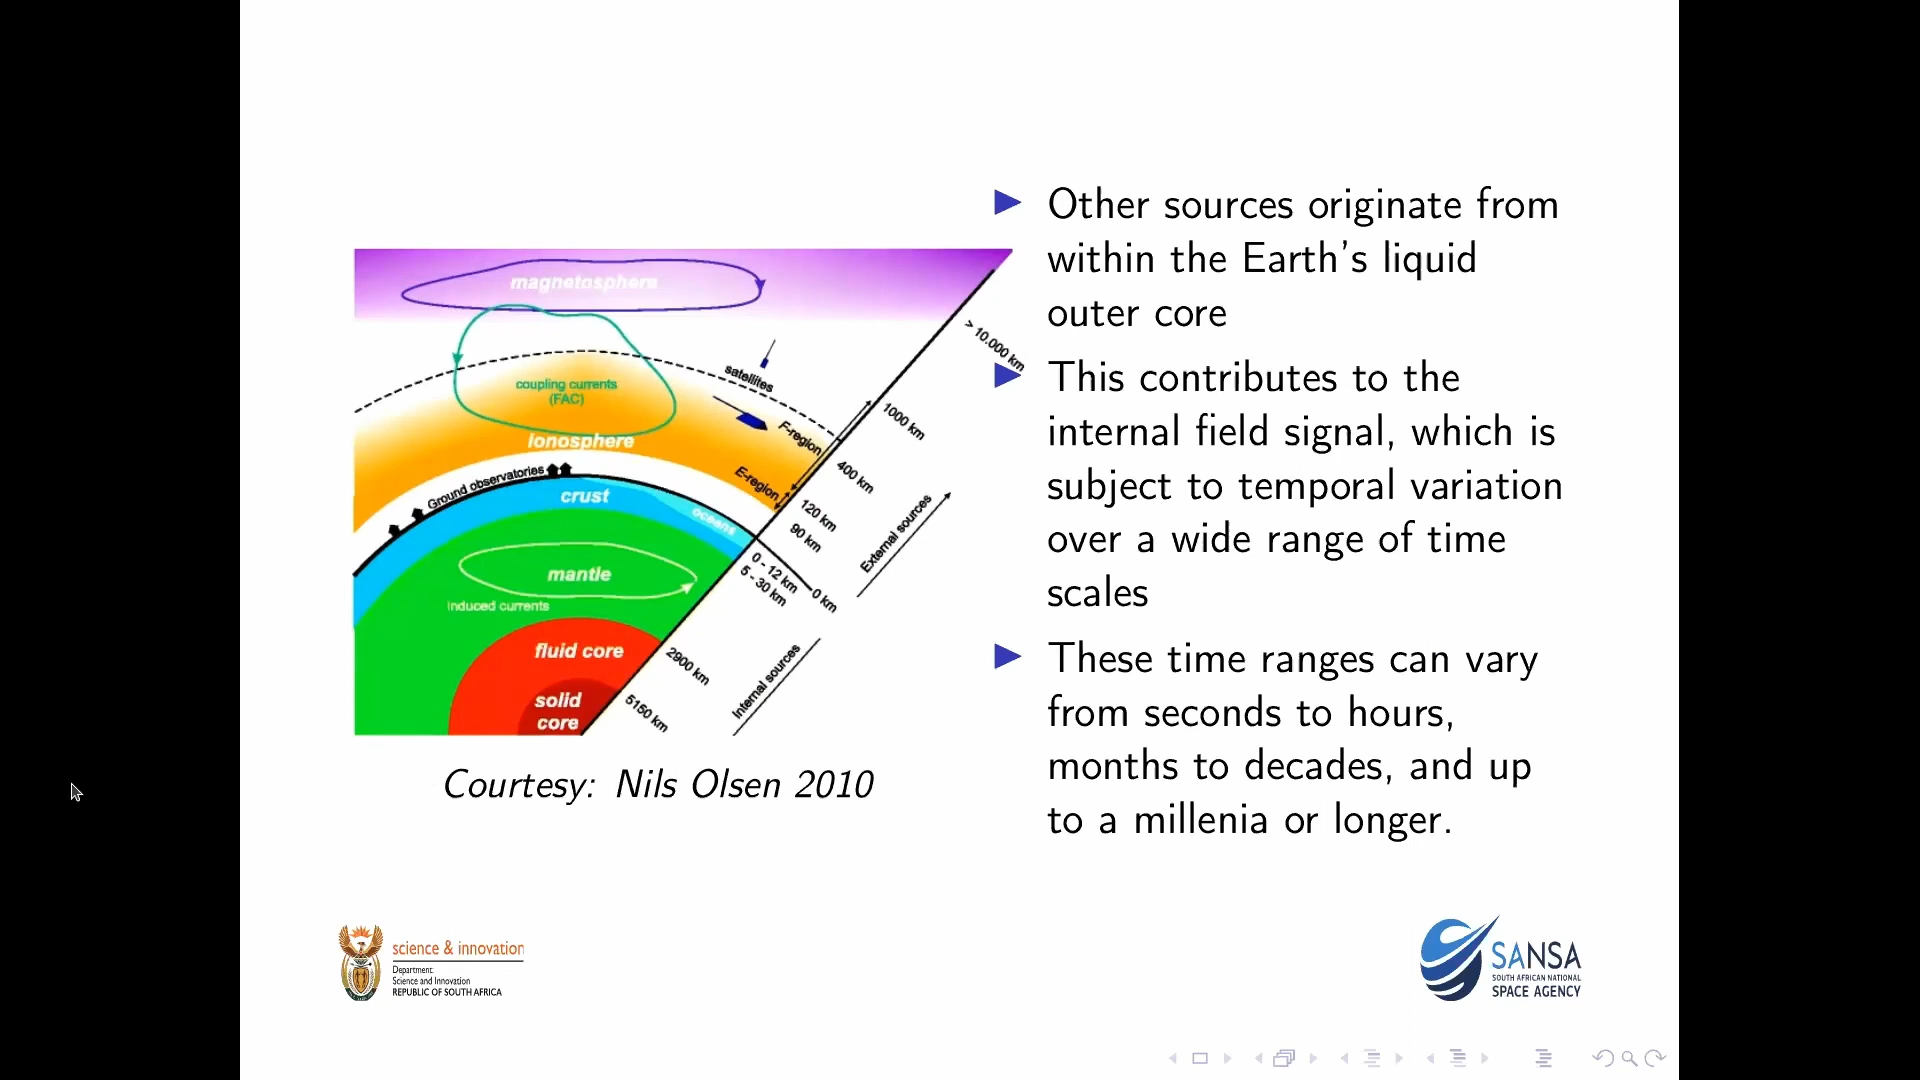 Other sources originate from
within the Earth's liquid
outer core
This contributes to the
internal field signal, which is
subject to temporal variation
over a wide range of time
scales
These time ranges can vary
from seconds to hours,
months to decades, and up
to a millenia or longer.
magnetosphere
> 10.000 km
satellites
coupling currents
(FAC)
1000 km
F-region
ionosphere
400 km
Ground observatories
E-region
crust
120 km
oceans
90 km
External sources
0 - 12 km
5 - 30 km
0 km
mantle
induced currents
fluid core
2900 km
Internal sources
solid
core
5150 km
Courtesy: Nils Olsen 2010
science & innovation
Department:
Science and Innovation
REPUBLIC OF SOUTH AFRICA
SANSA
SOUTH AFRICAN NATIONAL
SPACE AGENCY